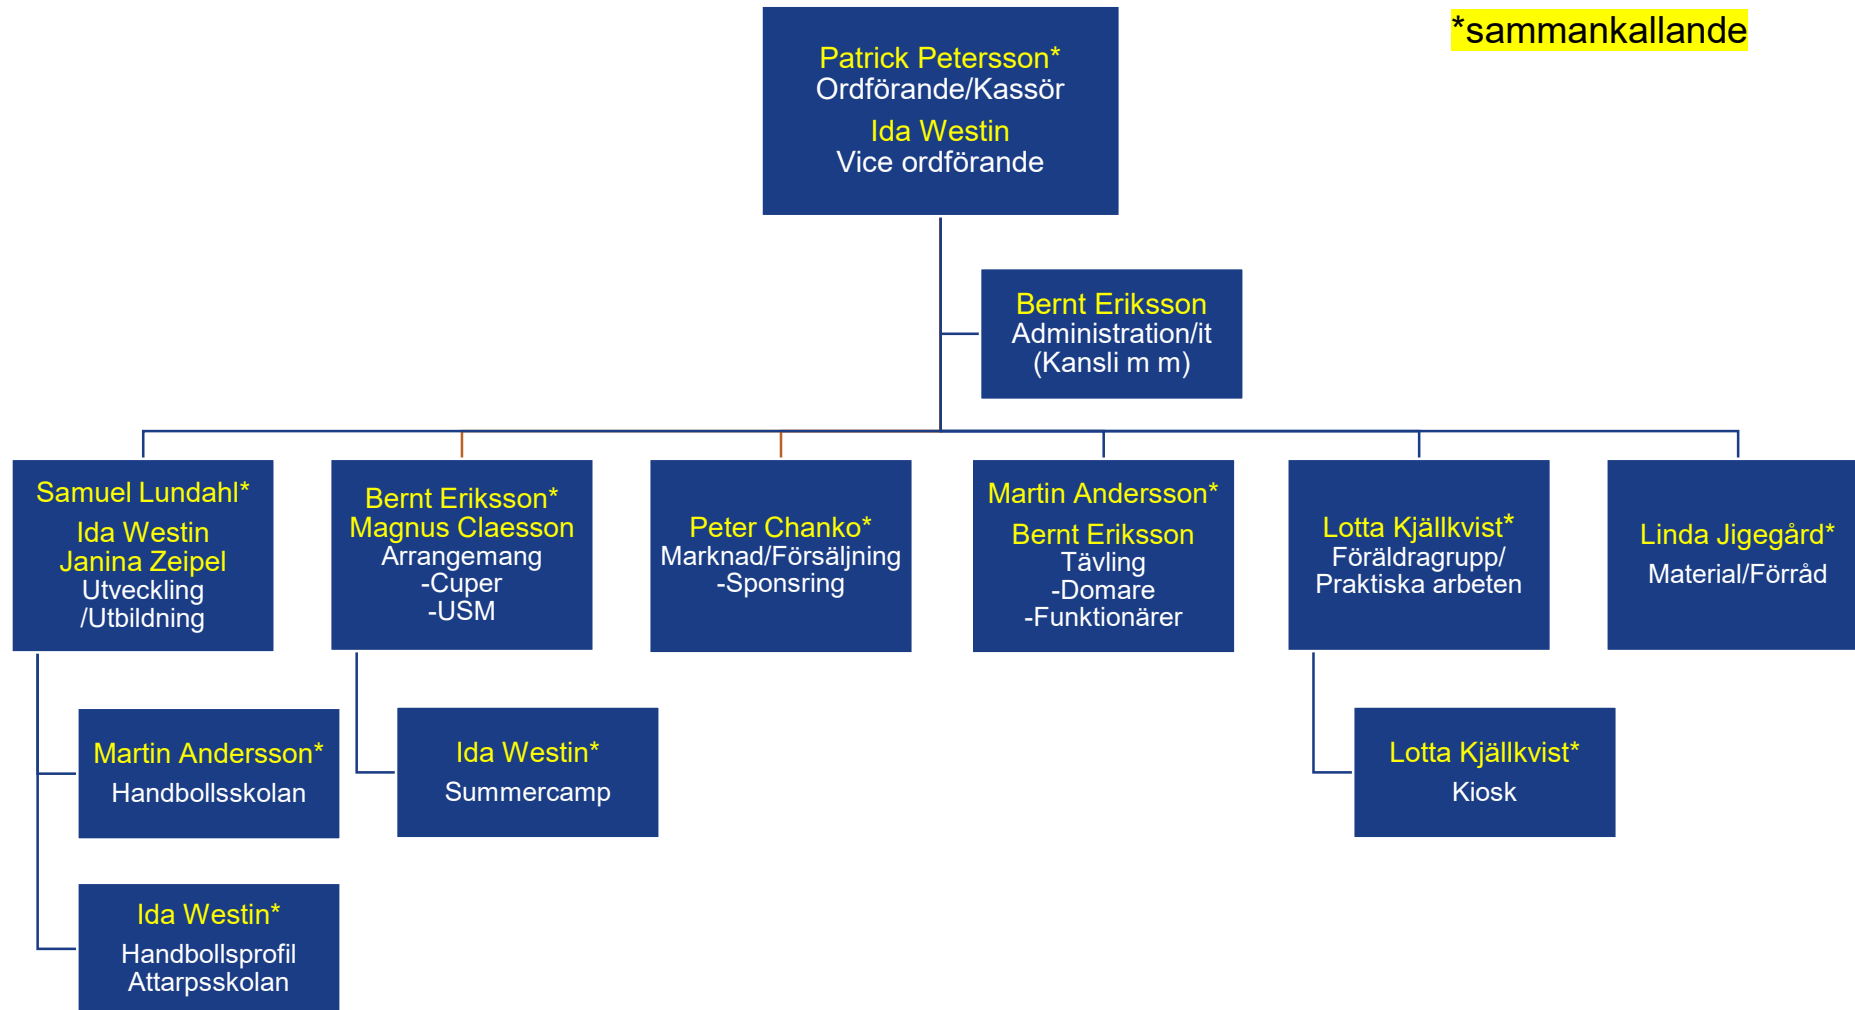 *sammankallande
Patrick Petersson*
Ordförande/Kassör
Ida Westin
Vice ordförande
Bernt Eriksson
Administration/it
(Kansli m m)
Samuel Lundahl*
Ida Westin
Janina Zeipel
Utveckling
/Utbildning
Bernt Eriksson*
Magnus Claesson
Arrangemang
-Cuper
-USM
Peter Chanko*
Marknad/Försäljning
-Sponsring
Martin Andersson*
Bernt Eriksson
Tävling
-Domare
-Funktionärer
Lotta Kjällkvist*
Föräldragrupp/
Praktiska arbeten
Linda Jigegård*
Material/Förråd
Martin Andersson*
Handbollsskolan
Ida Westin*
Summercamp
Lotta Kjällkvist*
Kiosk
Ida Westin*
Handbollsprofil
Attarpsskolan